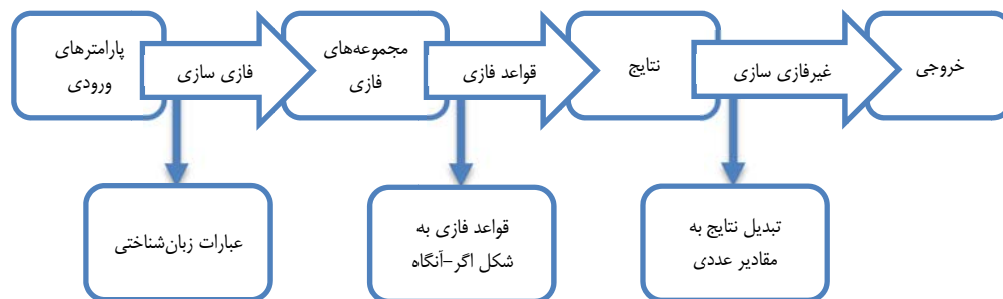 پارامترهای
ورودی
فازی سازی
مجموعه‌های
فازی
قواعد فازی
نتایج
غیرفازی سازی
خروجی
عبارات زبان‌شناختی
قواعد فازی به
شکل اگر-آنگاه
تبدیل نتایج به
مقادیر عددی